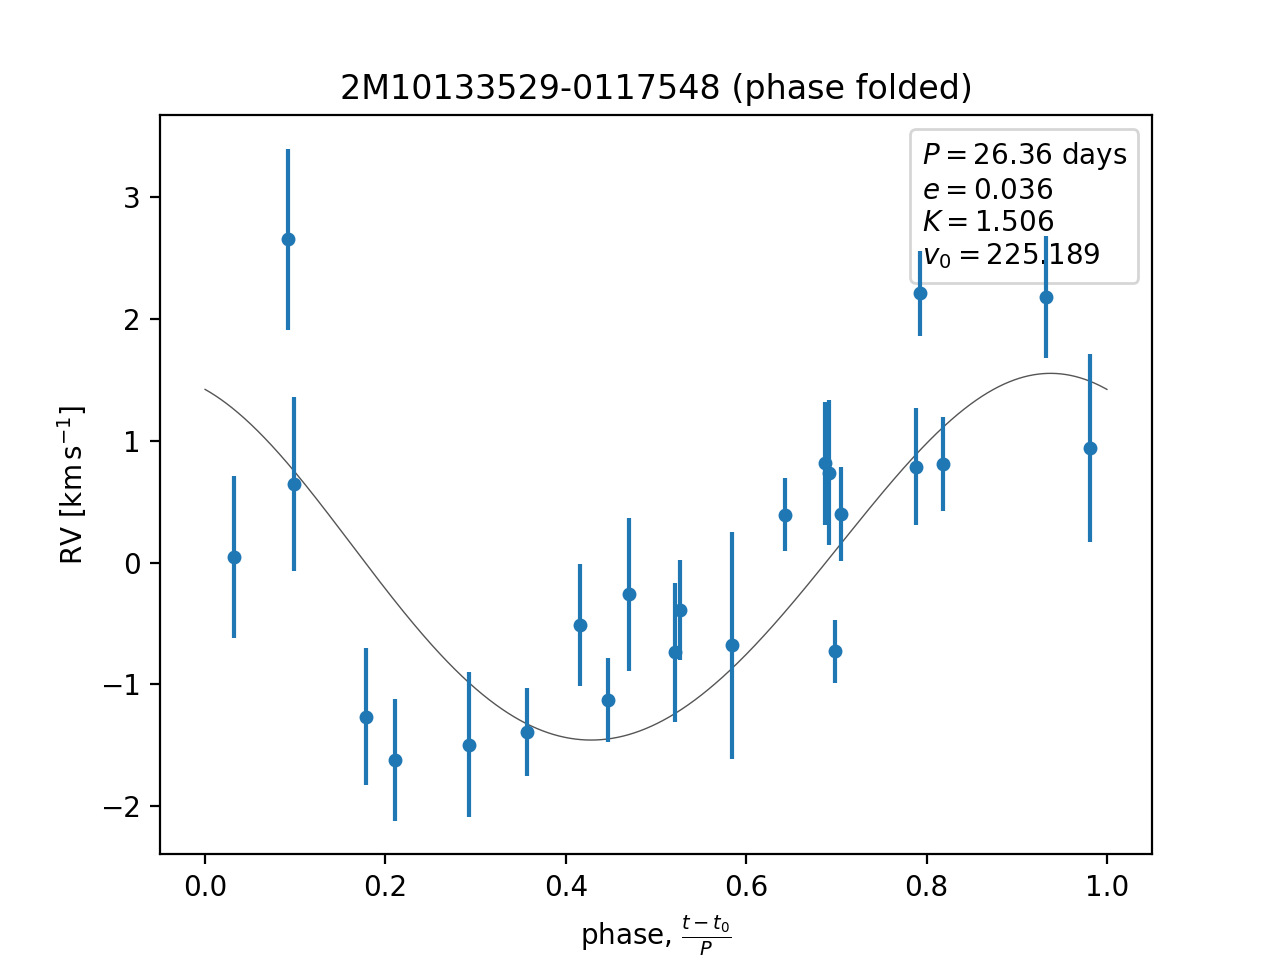 2M10133529-0117548 (phase folded)
P = 26.36 days
e = 0.036
K = 1.506
v₀ = 225.189
RV [km s⁻¹]
3
2
1
0
−1
−2
0.0 0.2 0.4 0.6 0.8 1.0
phase, (t − t₀)/P